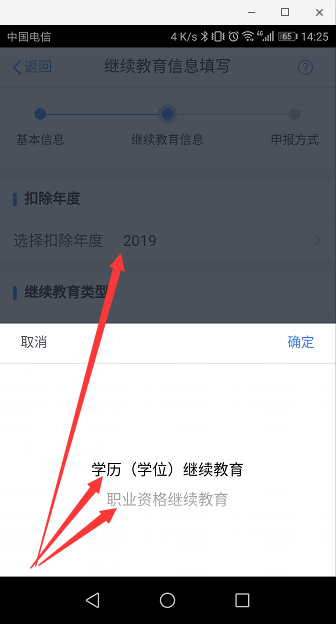 中国电信 4 K/s 4G 65 14:25
返回 继续教育信息填写 ?
基本信息 继续教育信息 申报方式
扣除年度
选择扣除年度 2019
继续教育类型
取消 确定
学历（学位）继续教育
职业资格继续教育